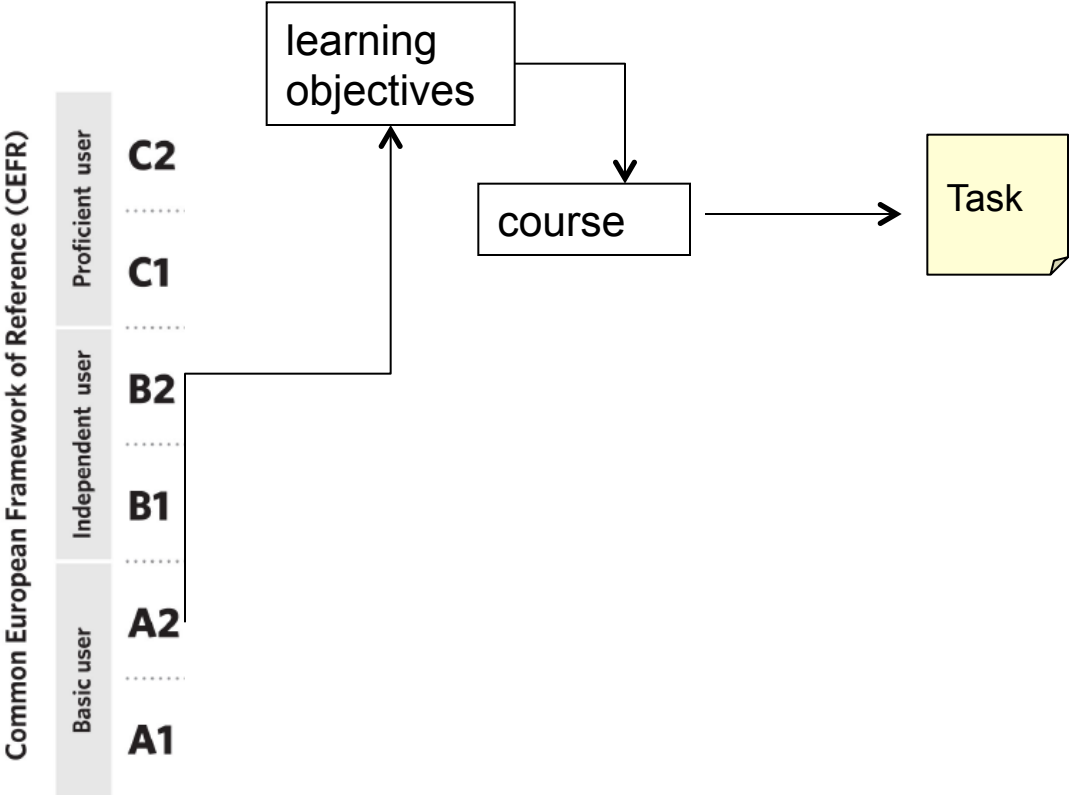 learning
objectives
course
Task
Common European Framework of Reference (CEFR)
Proficient user
C2
C1
Independent user
B2
B1
Basic user
A2
A1